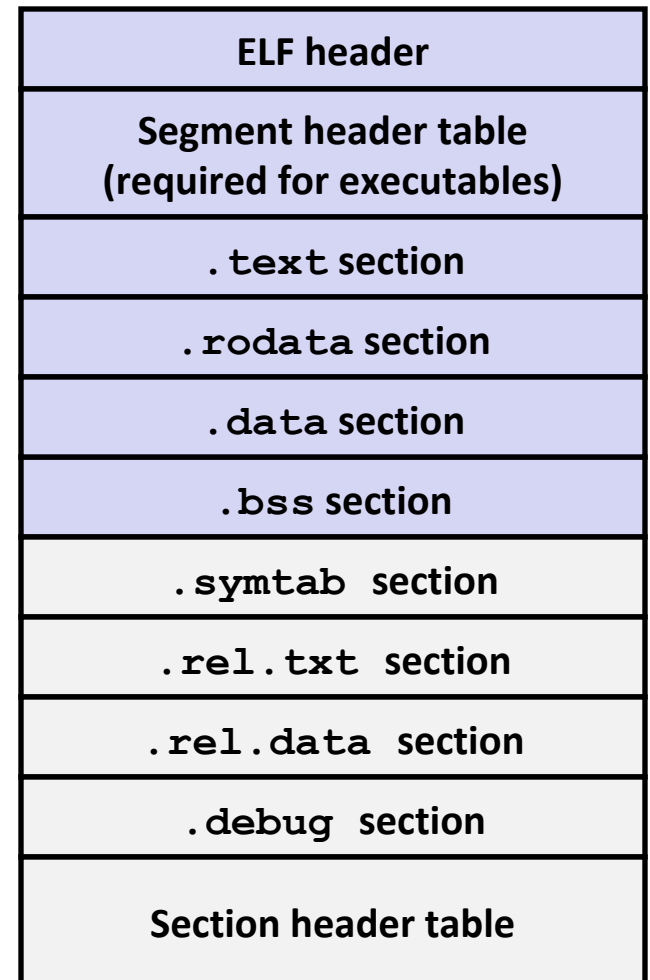 ELF header
Segment header table
(required for executables)
.text section
.rodata section
.data section
.bss section
.symtab section
.rel.txt section
.rel.data section
.debug section
Section header table